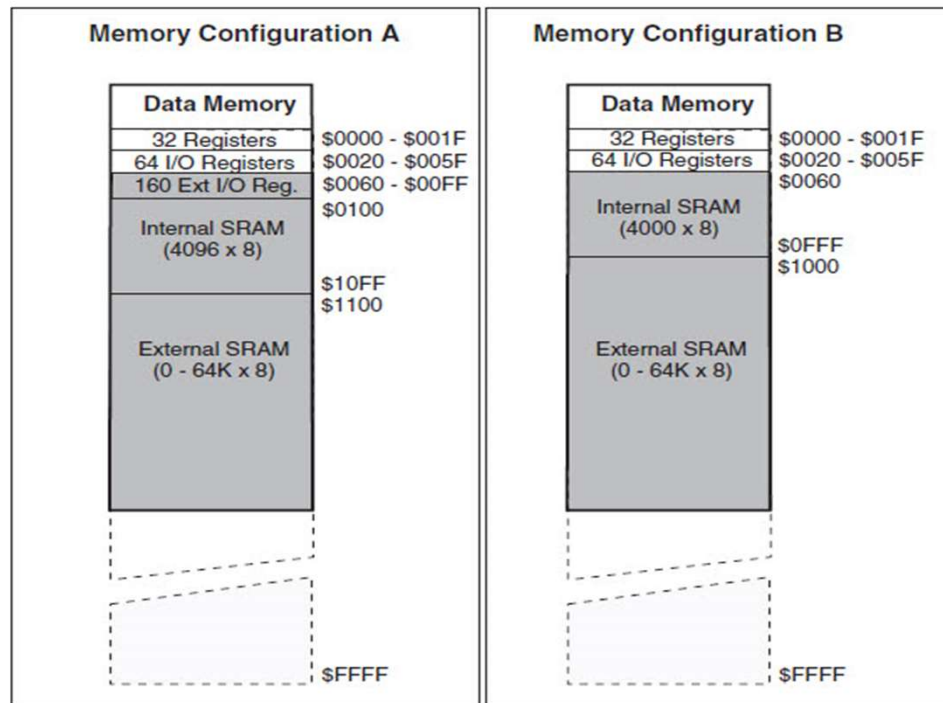 Memory Configuration A
Data Memory
32 Registers
$0000 - $001F
64 I/O Registers
$0020 - $005F
160 Ext I/O Reg.
$0060 - $00FF
$0100
Internal SRAM
(4096 x 8)
$10FF
$1100
External SRAM
(0 - 64K x 8)
$FFFF
Memory Configuration B
Data Memory
32 Registers
$0000 - $001F
64 I/O Registers
$0020 - $005F
$0060
Internal SRAM
(4000 x 8)
$0FFF
$1000
External SRAM
(0 - 64K x 8)
$FFFF